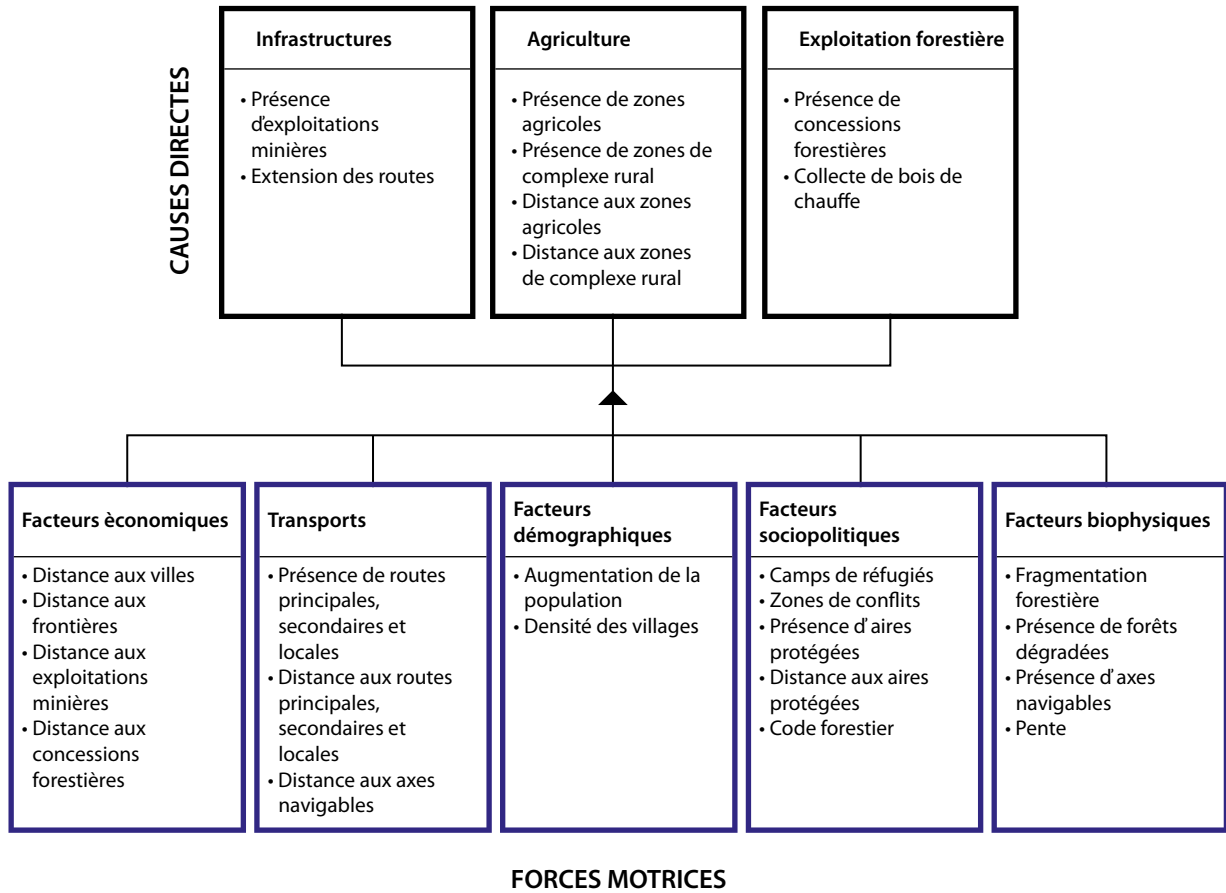 CAUSES DIRECTES
Infrastructures
• Présence
d'exploitations
minières
• Extension des routes
Agriculture
• Présence de zones
agricoles
• Présence de zones de
complexe rural
• Distance aux zones
agricoles
• Distance aux zones
de complexe rural
Exploitation forestière
• Présence de
concessions
forestières
• Collecte de bois de
chauffe
Facteurs èconomiques
• Distance aux villes
• Distance aux
frontières
• Distance aux
exploitations
minières
• Distance aux
concessions
forestières
Transports
• Présence de routes
principales,
secondaires et
locales
• Distance aux routes
principales,
secondaires et
locales
• Distance aux axes
navigables
Facteurs
démographiques
• Augmentation de la
population
• Densité des villages
Facteurs
sociopolitiques
• Camps de réfugiés
• Zones de conflits
• Présence d'aires
protégées
• Distance aux aires
protégées
• Code forestier
Facteurs biophysiques
• Fragmentation
forestière
• Présence de forêts
dégradées
• Présence d'axes
navigables
• Pente
FORCES MOTRICES